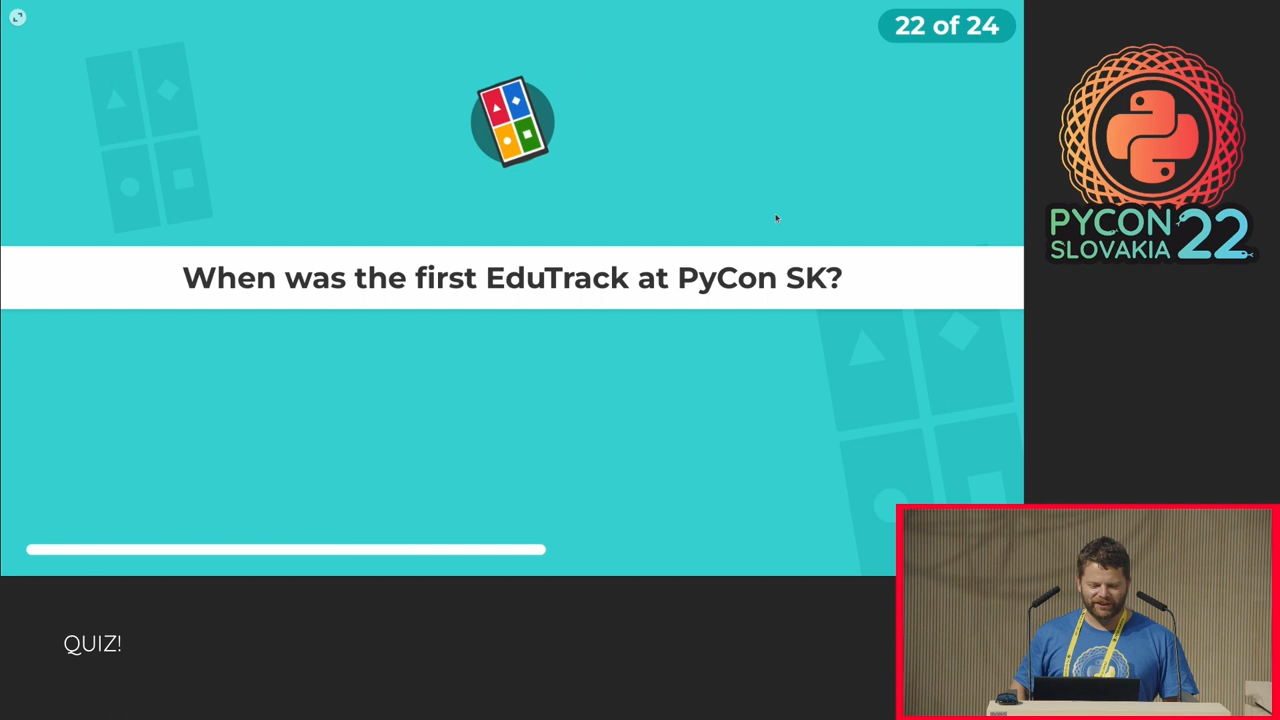 22 of 24
When was the first EduTrack at PyCon SK?
PYCON
SLOVAKIA
22
QUIZ!